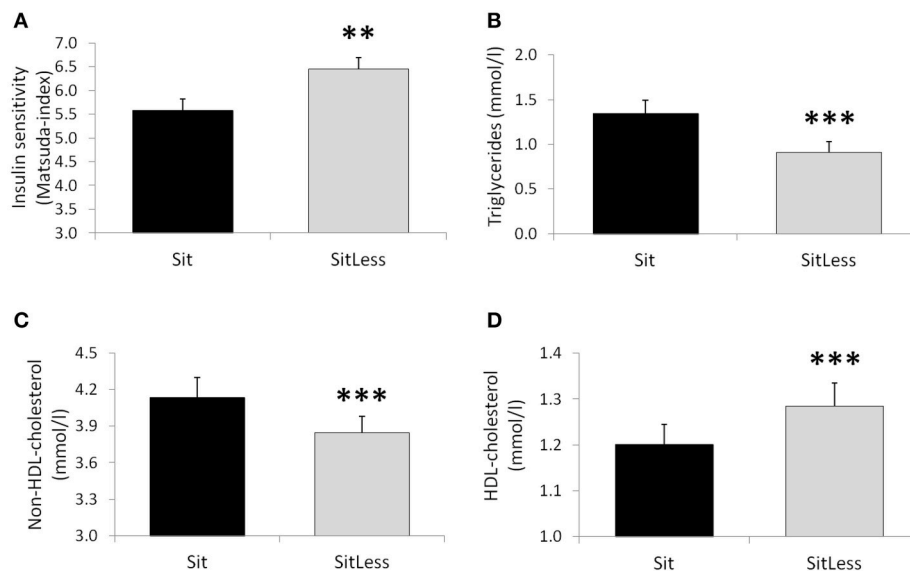 A
Insulin sensitivity
(Matsuda-index)
7.0
6.5
6.0
5.5
5.0
4.5
4.0
3.5
3.0
**
Sit
SitLess
B
Triglycerides (mmol/l)
2.0
1.5
1.0
0.5
0.0
***
Sit
SitLess
C
Non-HDL-cholesterol
(mmol/l)
4.5
4.2
3.9
3.6
3.3
3.0
***
Sit
SitLess
D
HDL-cholesterol
(mmol/l)
1.4
1.3
1.2
1.1
1.0
***
Sit
SitLess